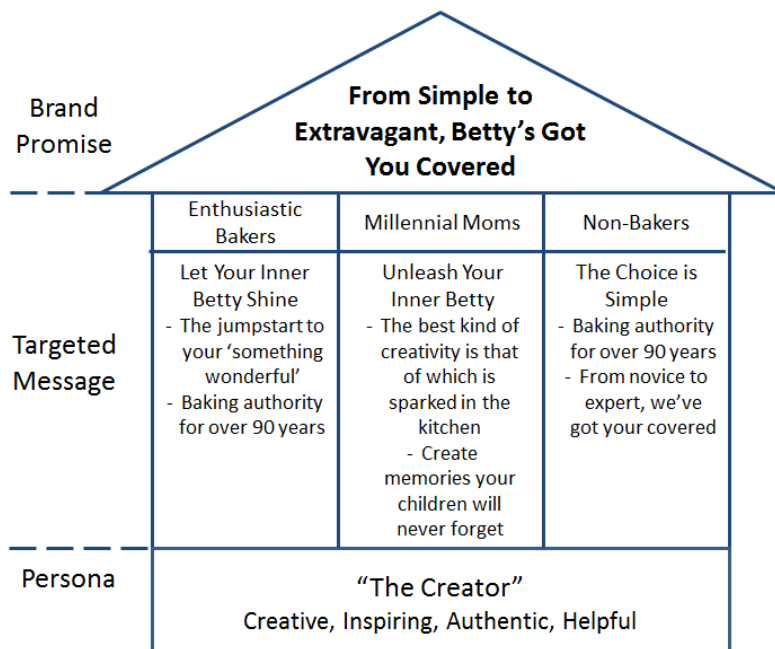 Brand
Promise
From Simple to
Extravagant, Betty's Got
You Covered
Enthusiastic
Bakers
Millennial Moms
Non-Bakers
Targeted
Message
Let Your Inner
Betty Shine
- The jumpstart to
your 'something
wonderful'
- Baking authority
for over 90 years
Unleash Your
Inner Betty
- The best kind of
creativity is that
of which is
sparked in the
kitchen
- Create
memories your
children will
never forget
The Choice is
Simple
- Baking authority
for over 90 years
- From novice to
expert, we've
got your covered
Persona
“The Creator”
Creative, Inspiring, Authentic, Helpful